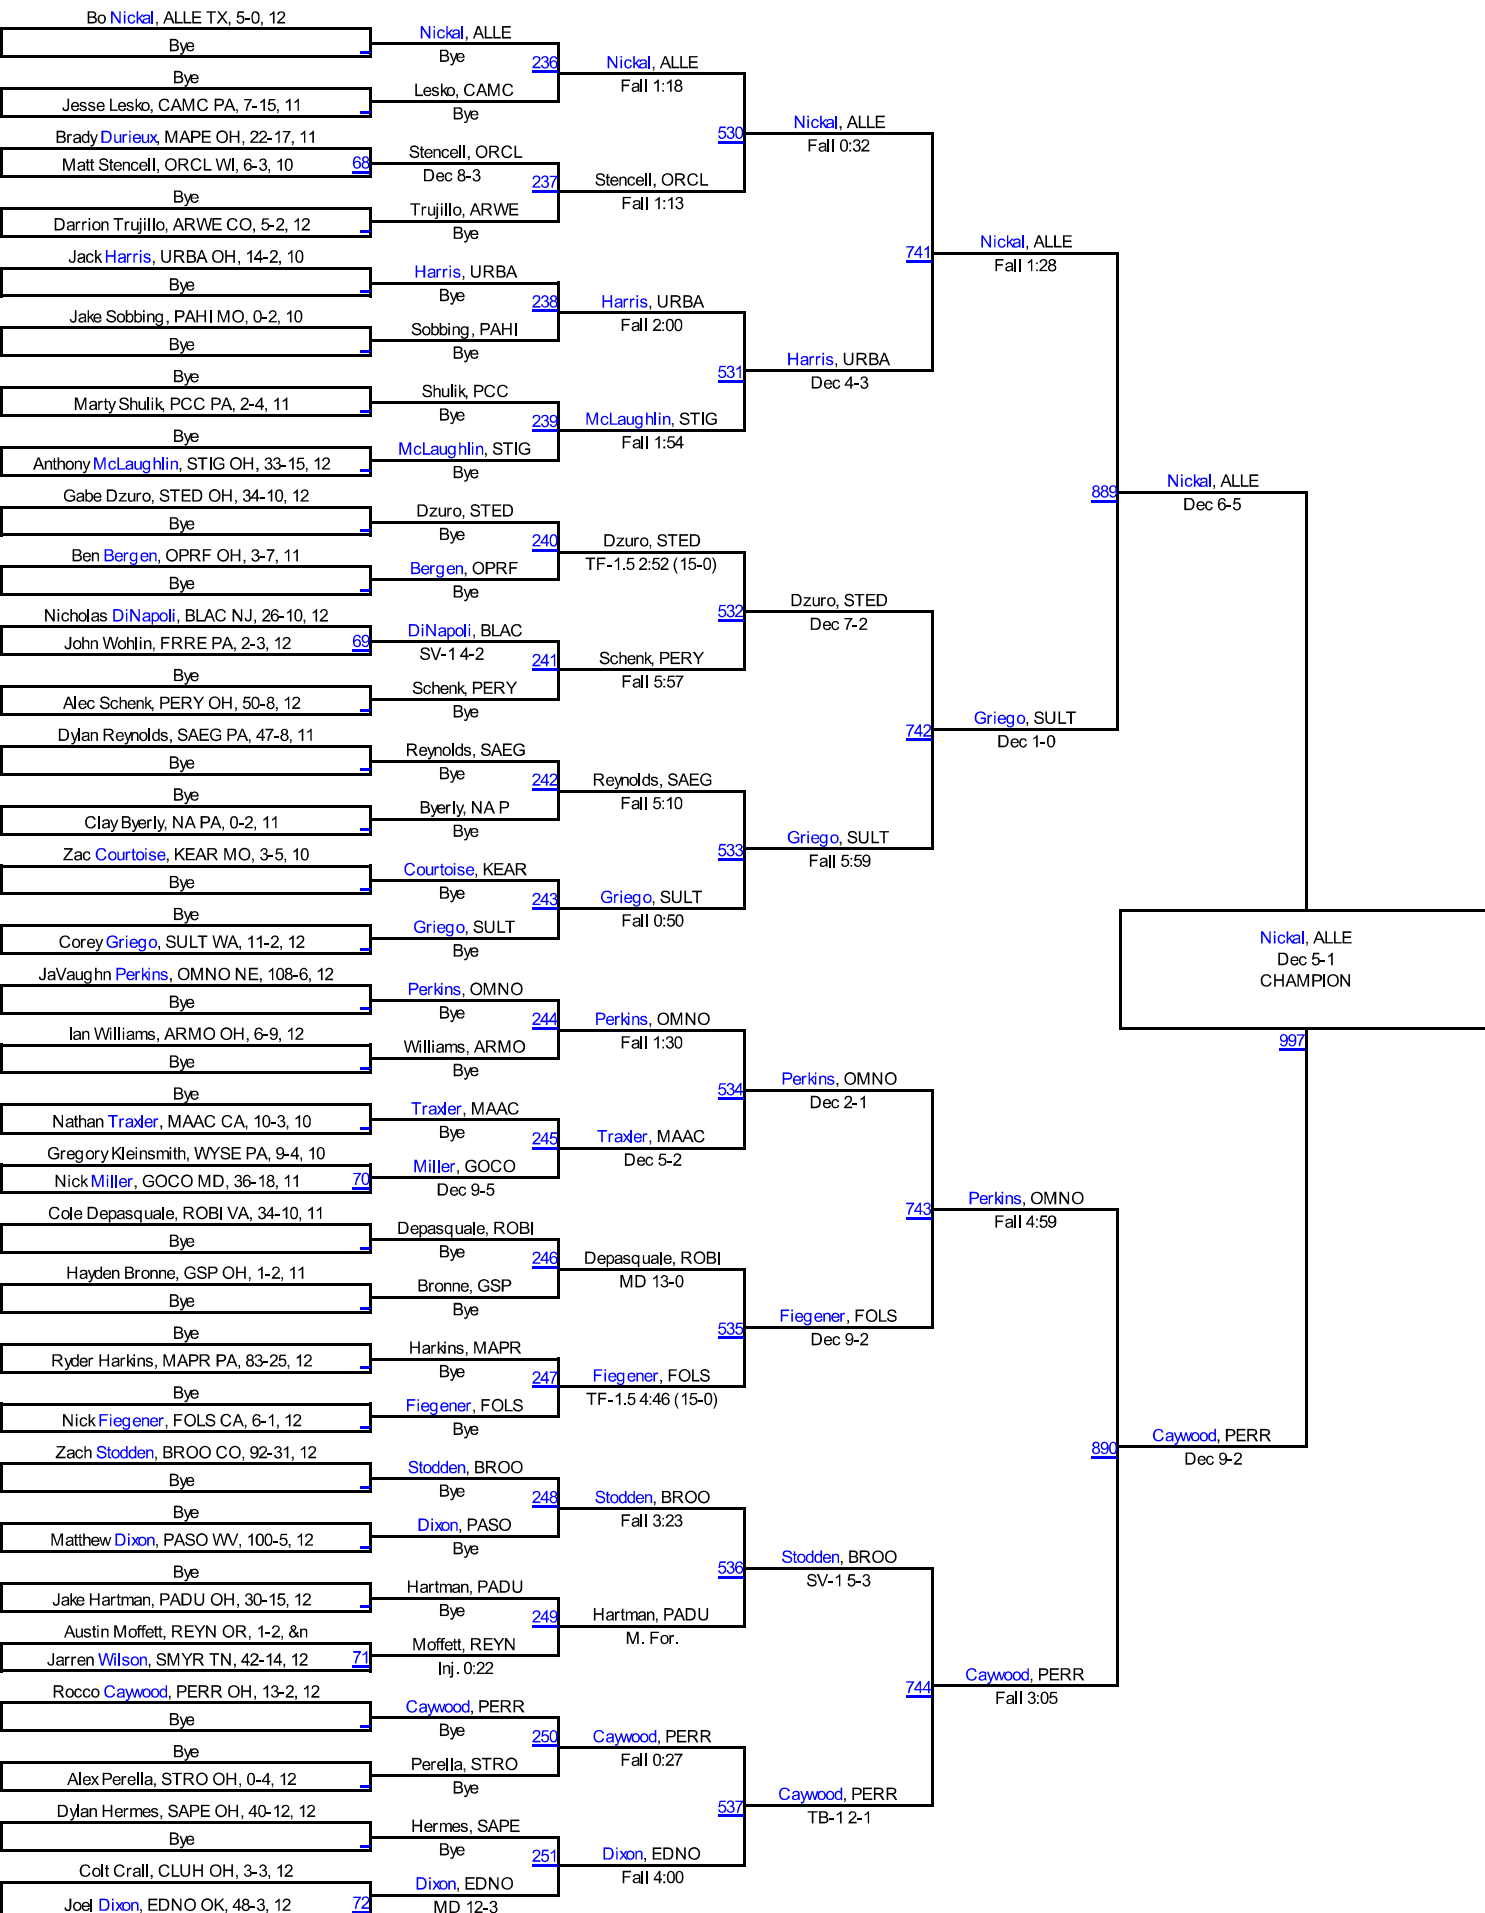 Bo Nickal, ALLE TX, 5-0, 12
Bye
Bye
Jesse Lesko, CAMC PA, 7-15, 11
Brady Durieux, MAPE OH, 22-17, 11
Matt Stencell, ORCL WI, 6-3, 10
68
Bye
Darrion Trujillo, ARWE CO, 5-2, 12
Jack Harris, URBA OH, 14-2, 10
Bye
Jake Sobbing, PAHI MO, 0-2, 10
Bye
Bye
Marty Shulik, PCC PA, 2-4, 11
Bye
Anthony McLaughlin, STIG OH, 33-15, 12
Gabe Dzuro, STED OH, 34-10, 12
Bye
Ben Bergen, OPRF OH, 3-7, 11
Bye
Nicholas DiNapoli, BLAC NJ, 26-10, 12
John Wohlin, FRRE PA, 2-3, 12
69
Bye
Alec Schenk, PERY OH, 50-8, 12
Dylan Reynolds, SAEG PA, 47-8, 11
Bye
Bye
Clay Byerly, NA PA, 0-2, 11
Zac Courtoise, KEAR MO, 3-5, 10
Bye
Bye
Corey Griego, SULT WA, 11-2, 12
JaVaughn Perkins, OMNO NE, 108-6, 12
Bye
Ian Williams, ARMO OH, 6-9, 12
Bye
Bye
Nathan Traxler, MAAC CA, 10-3, 10
Gregory Kleinsmith, WYSE PA, 9-4, 10
Nick Miller, GOCO MD, 36-18, 11
70
Cole Depasquale, ROBI VA, 34-10, 11
Bye
Hayden Bronne, GSP OH, 1-2, 11
Bye
Bye
Ryder Harkins, MAPR PA, 83-25, 12
Bye
Nick Fiegener, FOLS CA, 6-1, 12
Zach Stodden, BROO CO, 92-31, 12
Bye
Bye
Matthew Dixon, PASO WV, 100-5, 12
Bye
Jake Hartman, PADU OH, 30-15, 12
Austin Moffett, REYN OR, 1-2, &n
Jarren Wilson, SMYR TN, 42-14, 12
71
Rocco Caywood, PERR OH, 13-2, 12
Bye
Bye
Alex Perella, STRO OH, 0-4, 12
Dylan Hermes, SAPE OH, 40-12, 12
Bye
Colt Crall, CLUH OH, 3-3, 12
Joel Dixon, EDNO OK, 48-3, 12
72
Nickal, ALLE
Bye
236
Lesko, CAMC
Bye
Stencell, ORCL
Dec 8-3
237
Trujillo, ARWE
Bye
Harris, URBA
Bye
238
Sobbing, PAHI
Bye
Shulik, PCC
Bye
239
McLaughlin, STIG
Bye
Dzuro, STED
Bye
240
Bergen, OPRF
Bye
DiNapoli, BLAC
SV-1 4-2
241
Schenk, PERY
Bye
Reynolds, SAEG
Bye
242
Byerly, NA P
Bye
Courtoise, KEAR
Bye
243
Griego, SULT
Bye
Perkins, OMNO
Bye
244
Williams, ARMO
Bye
Traxler, MAAC
Bye
245
Miller, GOCO
Dec 9-5
Depasquale, ROBI
Bye
246
Bronne, GSP
Bye
Harkins, MAPR
Bye
247
Fiegener, FOLS
Bye
Stodden, BROO
Bye
248
Dixon, PASO
Bye
Hartman, PADU
Bye
249
Moffett, REYN
Inj. 0:22
Caywood, PERR
Bye
250
Perella, STRO
Bye
Hermes, SAPE
Bye
251
Dixon, EDNO
MD 12-3
Nickal, ALLE
Fall 1:18
530
Stencell, ORCL
Fall 1:13
Harris, URBA
Fall 2:00
531
McLaughlin, STIG
Fall 1:54
Dzuro, STED
TF-1.5 2:52 (15-0)
532
Schenk, PERY
Fall 5:57
Reynolds, SAEG
Fall 5:10
533
Griego, SULT
Fall 0:50
Perkins, OMNO
Fall 1:30
534
Traxler, MAAC
Dec 5-2
Depasquale, ROBI
MD 13-0
535
Fiegener, FOLS
TF-1.5 4:46 (15-0)
Stodden, BROO
Fall 3:23
536
Hartman, PADU
M. For.
Caywood, PERR
Fall 0:27
537
Dixon, EDNO
Fall 4:00
Nickal, ALLE
Fall 0:32
741
Harris, URBA
Dec 4-3
Dzuro, STED
Dec 7-2
742
Griego, SULT
Fall 5:59
Perkins, OMNO
Dec 2-1
743
Fiegener, FOLS
Dec 9-2
Stodden, BROO
SV-1 5-3
744
Caywood, PERR
TB-1 2-1
Nickal, ALLE
Fall 1:28
889
Griego, SULT
Dec 1-0
Perkins, OMNO
Fall 4:59
890
Caywood, PERR
Fall 3:05
Nickal, ALLE
Dec 6-5
Caywood, PERR
Dec 9-2
Nickal, ALLE
Dec 5-1
CHAMPION
997